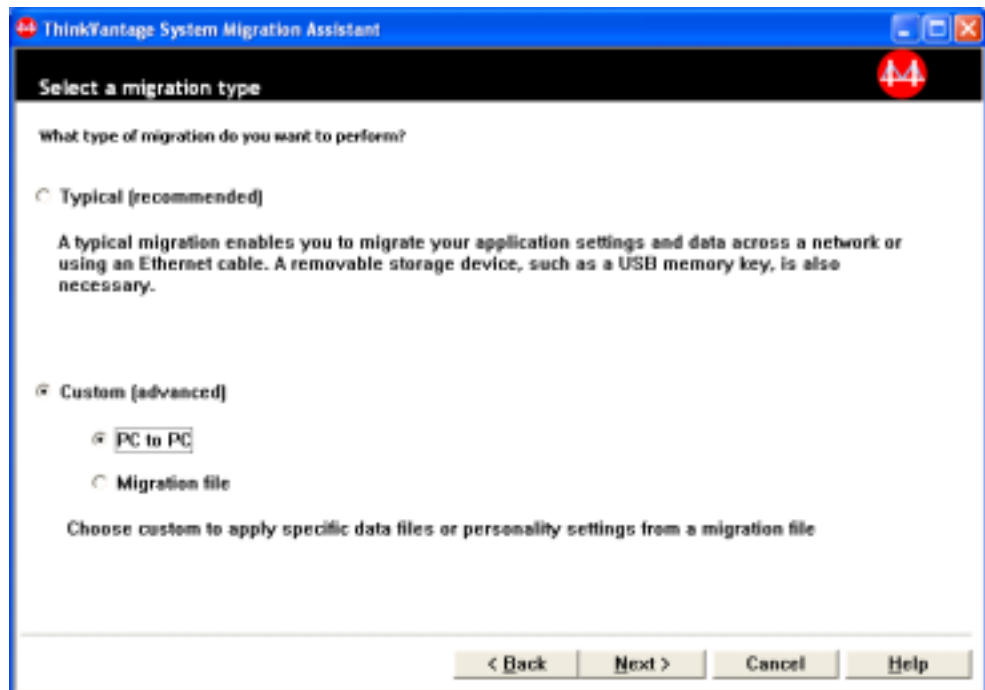 ThinkVantage System Migration Assistant
Select a migration type
What type of migration do you want to perform?
Typical (recommended)
A typical migration enables you to migrate your application settings and data across a network or
using an Ethernet cable. A removable storage device, such as a USB memory key, is also
necessary.
Custom (advanced)
PC to PC
Migration file
Choose custom to apply specific data files or personality settings from a migration file
< Back
Next >
Cancel
Help